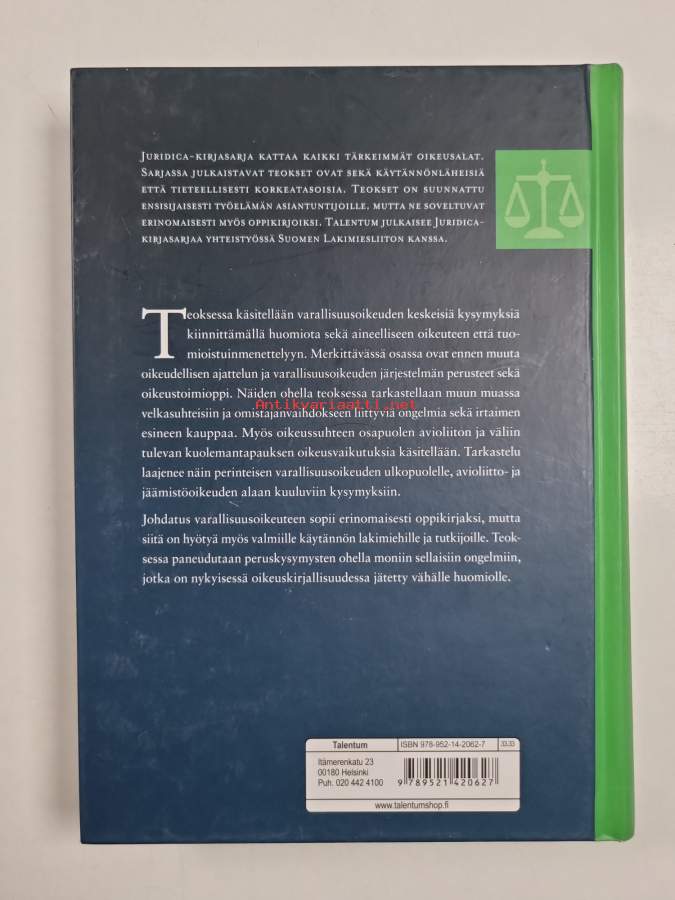 Juridica-kirjasarja kattaa kaikki tärkeimmät oikeusalat.
Sarjassa julkaistavat teokset ovat sekä käytännönläheisiä
että tieteellisesti korkeatasoisia. Teokset on suunnattu
ensisijaisesti työelämän asiantuntijoille, mutta ne soveltuvat
erinomaisesti myös oppikirjoiksi. Talentum julkaisee Juridica-
kirjasarjaa yhteistyössä Suomen Lakimiesliiton kanssa.
Teoksessa käsitellään varallisuusoikeuden keskeisiä kysymyksiä
kiinnittämällä huomiota sekä aineelliseen oikeuteen että tuo-
mioistuinmenettelyyn. Merkittävässä osassa ovat ennen muuta
oikeudellisen ajattelun ja varallisuusoikeuden järjestelmän perusteet sekä
oikeustoimioppi. Näiden ohella teoksessa tarkastellaan muun muassa
Antikvariaatti.net
velkasuhteisiin ja omistajanvaihdokseen liittyviä ongelmia sekä irtaimen
esineen kauppaa. Myös oikeussuhteen osapuolen avioliiton ja väliin
tulevan kuolemantapauksen oikeusvaikutuksia käsitellään. Tarkastelu
laajenee näin perinteisen varallisuusoikeuden ulkopuolelle, avioliitto- ja
jäämistöoikeuden alaan kuuluviin kysymyksiin.
Johdatus varallisuusoikeuteen sopii erinomaisesti oppikirjaksi, mutta
siitä on hyötyä myös valmiille käytännön lakimiehille ja tutkijoille. Teok-
sessa paneudutaan peruskysymysten ohella moniin sellaisiin ongelmiin,
jotka on nykyisessä oikeuskirjallisuudessa jätetty vähälle huomiolle.
Talentum ISBN 978-952-14-2062-7 33.33
Itämerenkatu 23
00180 Helsinki
Puh. 020 442 4100
9 789521 420627
www.talentumshop.fi